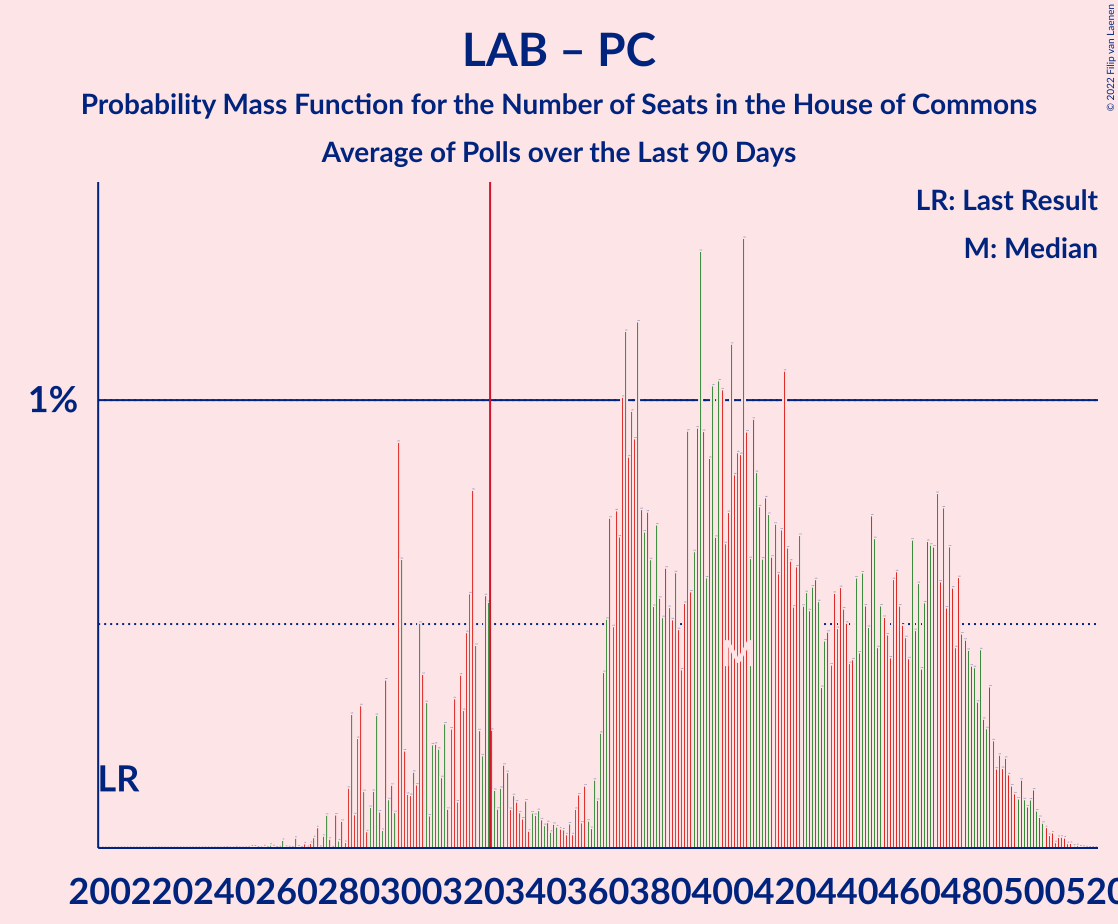 LAB – PC
Probability Mass Function for the Number of Seats in the House of Commons
Average of Polls over the Last 90 Days
© 2022 Filip van Laenen
LR: Last Result
M: Median
1%
M
LR
200220240260280300320340360380400420440460480500520